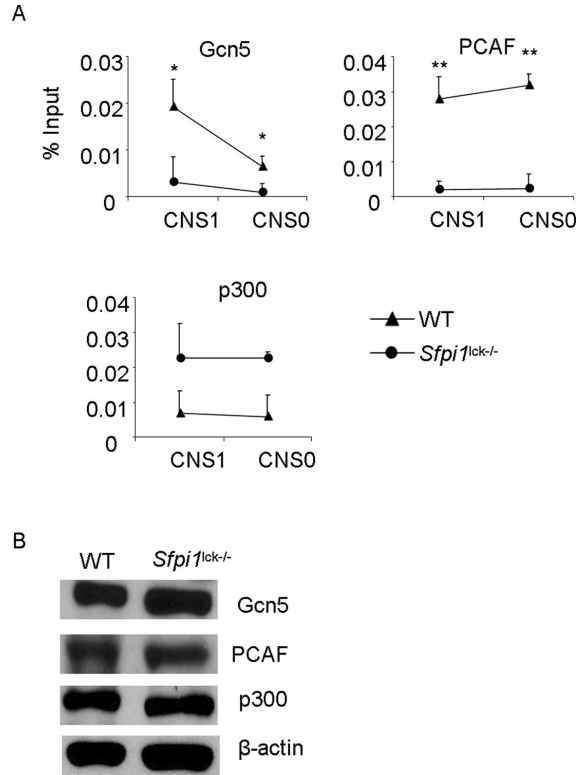 A
Gcn5
PCAF
% Input
0.03
0.02
0.01
0
* *
CNS1 CNS0
0.04
0.03
0.02
0.01
0
** **
CNS1 CNS0
p300
0.04
0.03
0.02
0.01
0
CNS1 CNS0
WT
Sfpi1lck-/-
B
WT Sfpi1lck-/-
Gcn5
PCAF
p300
β-actin